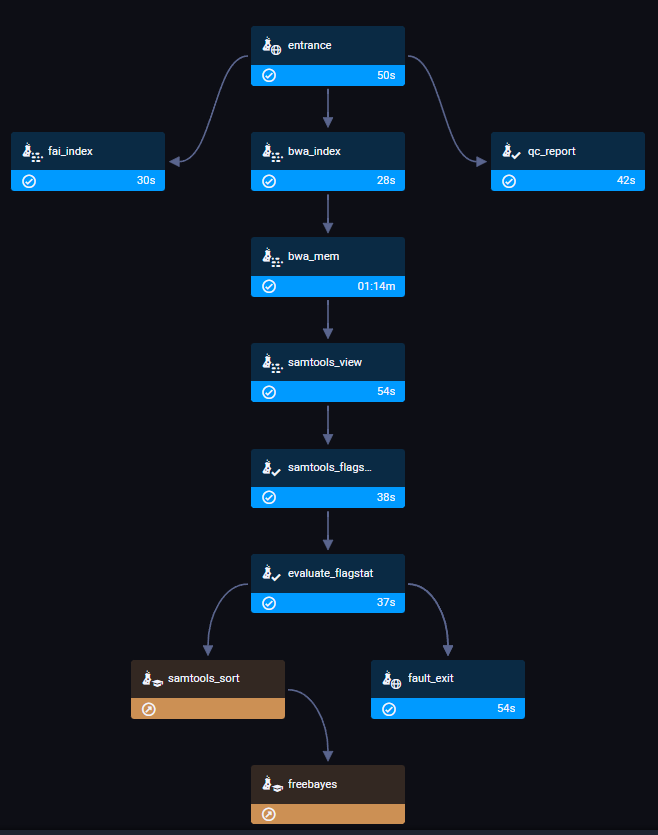 entrance
50s
fai_index
30s
bwa_index
28s
qc_report
42s
bwa_mem
01:14m
samtools_view
54s
samtools_flags...
38s
evaluate_flagstat
37s
samtools_sort
fault_exit
54s
freebayes